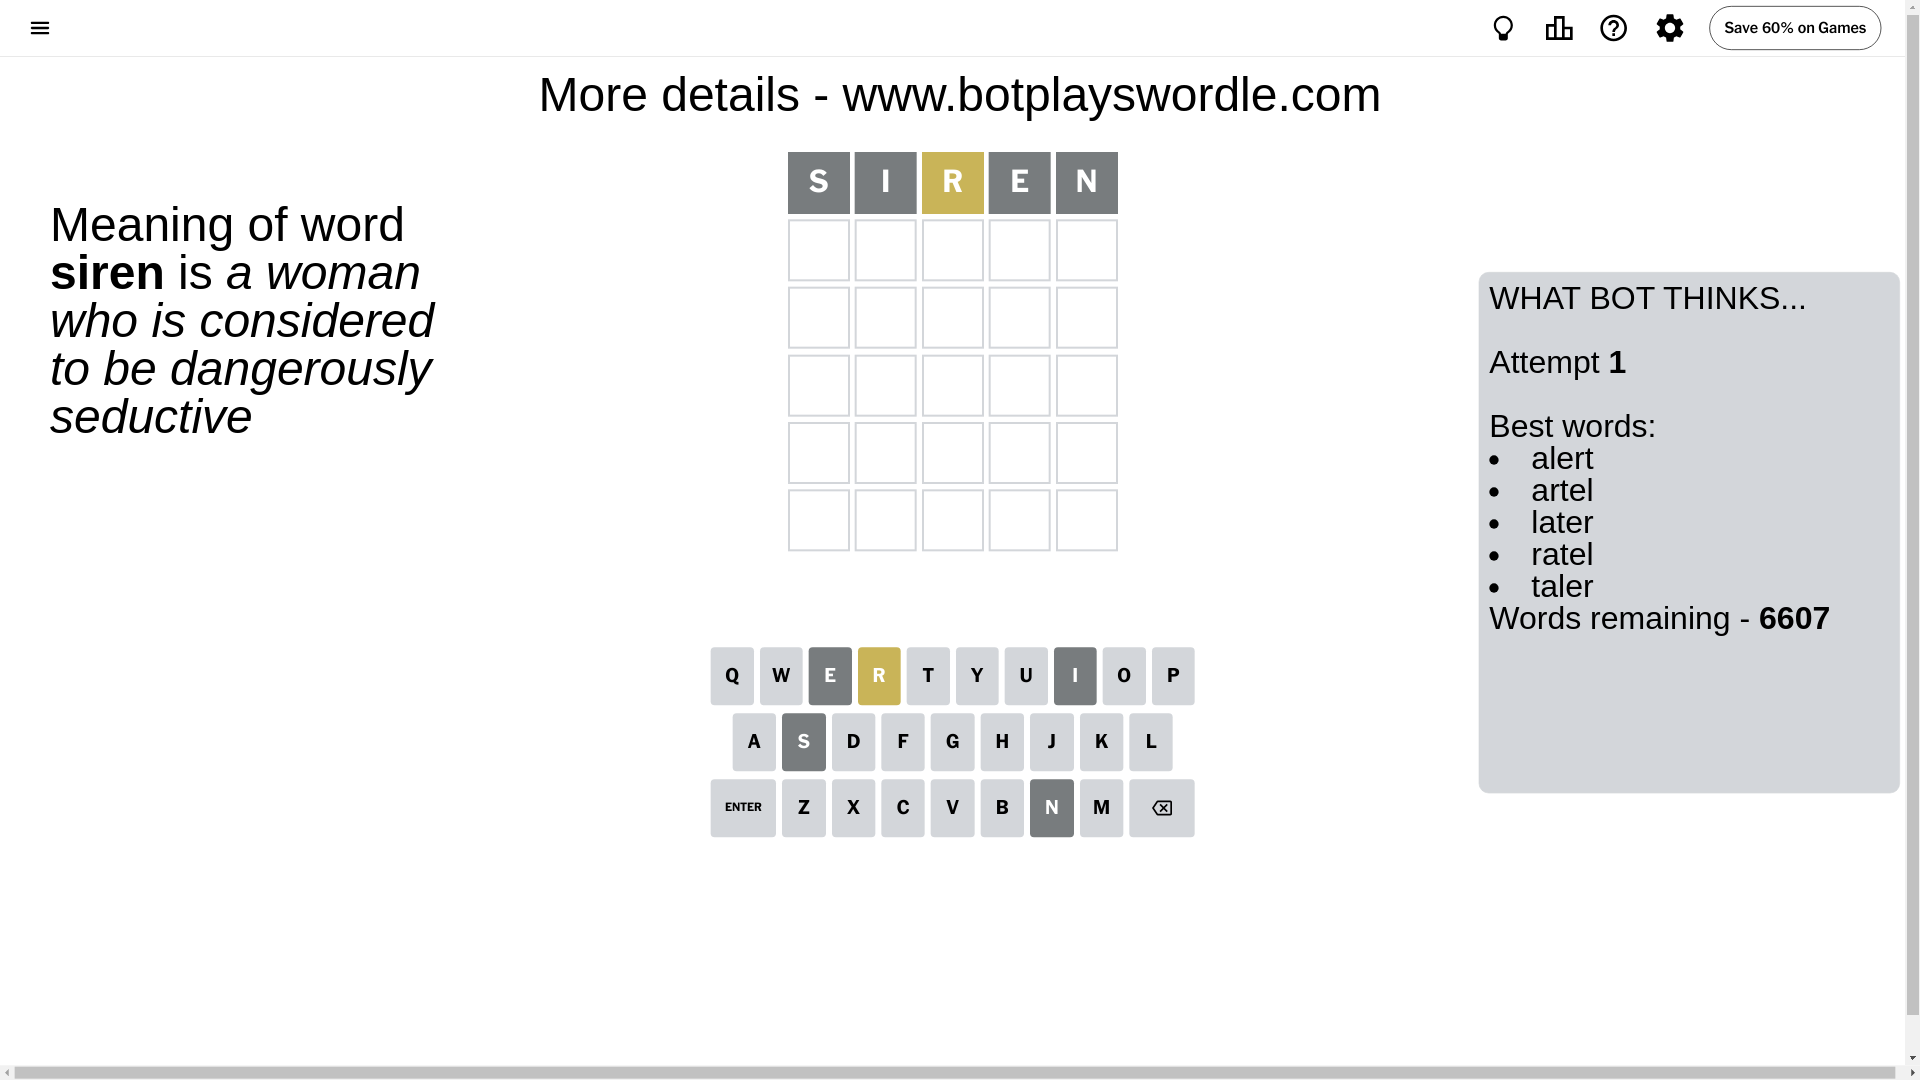 Save 60% on Games
More details - www.botplayswordle.com
Meaning of word
siren is a woman
who is considered
to be dangerously
seductive
S I R E N
WHAT BOT THINKS...
Attempt 1
Best words:
• alert
• artel
• later
• ratel
• taler
Words remaining - 6607
Q W E R T Y U I O P
A S D F G H J K L
ENTER Z X C V B N M